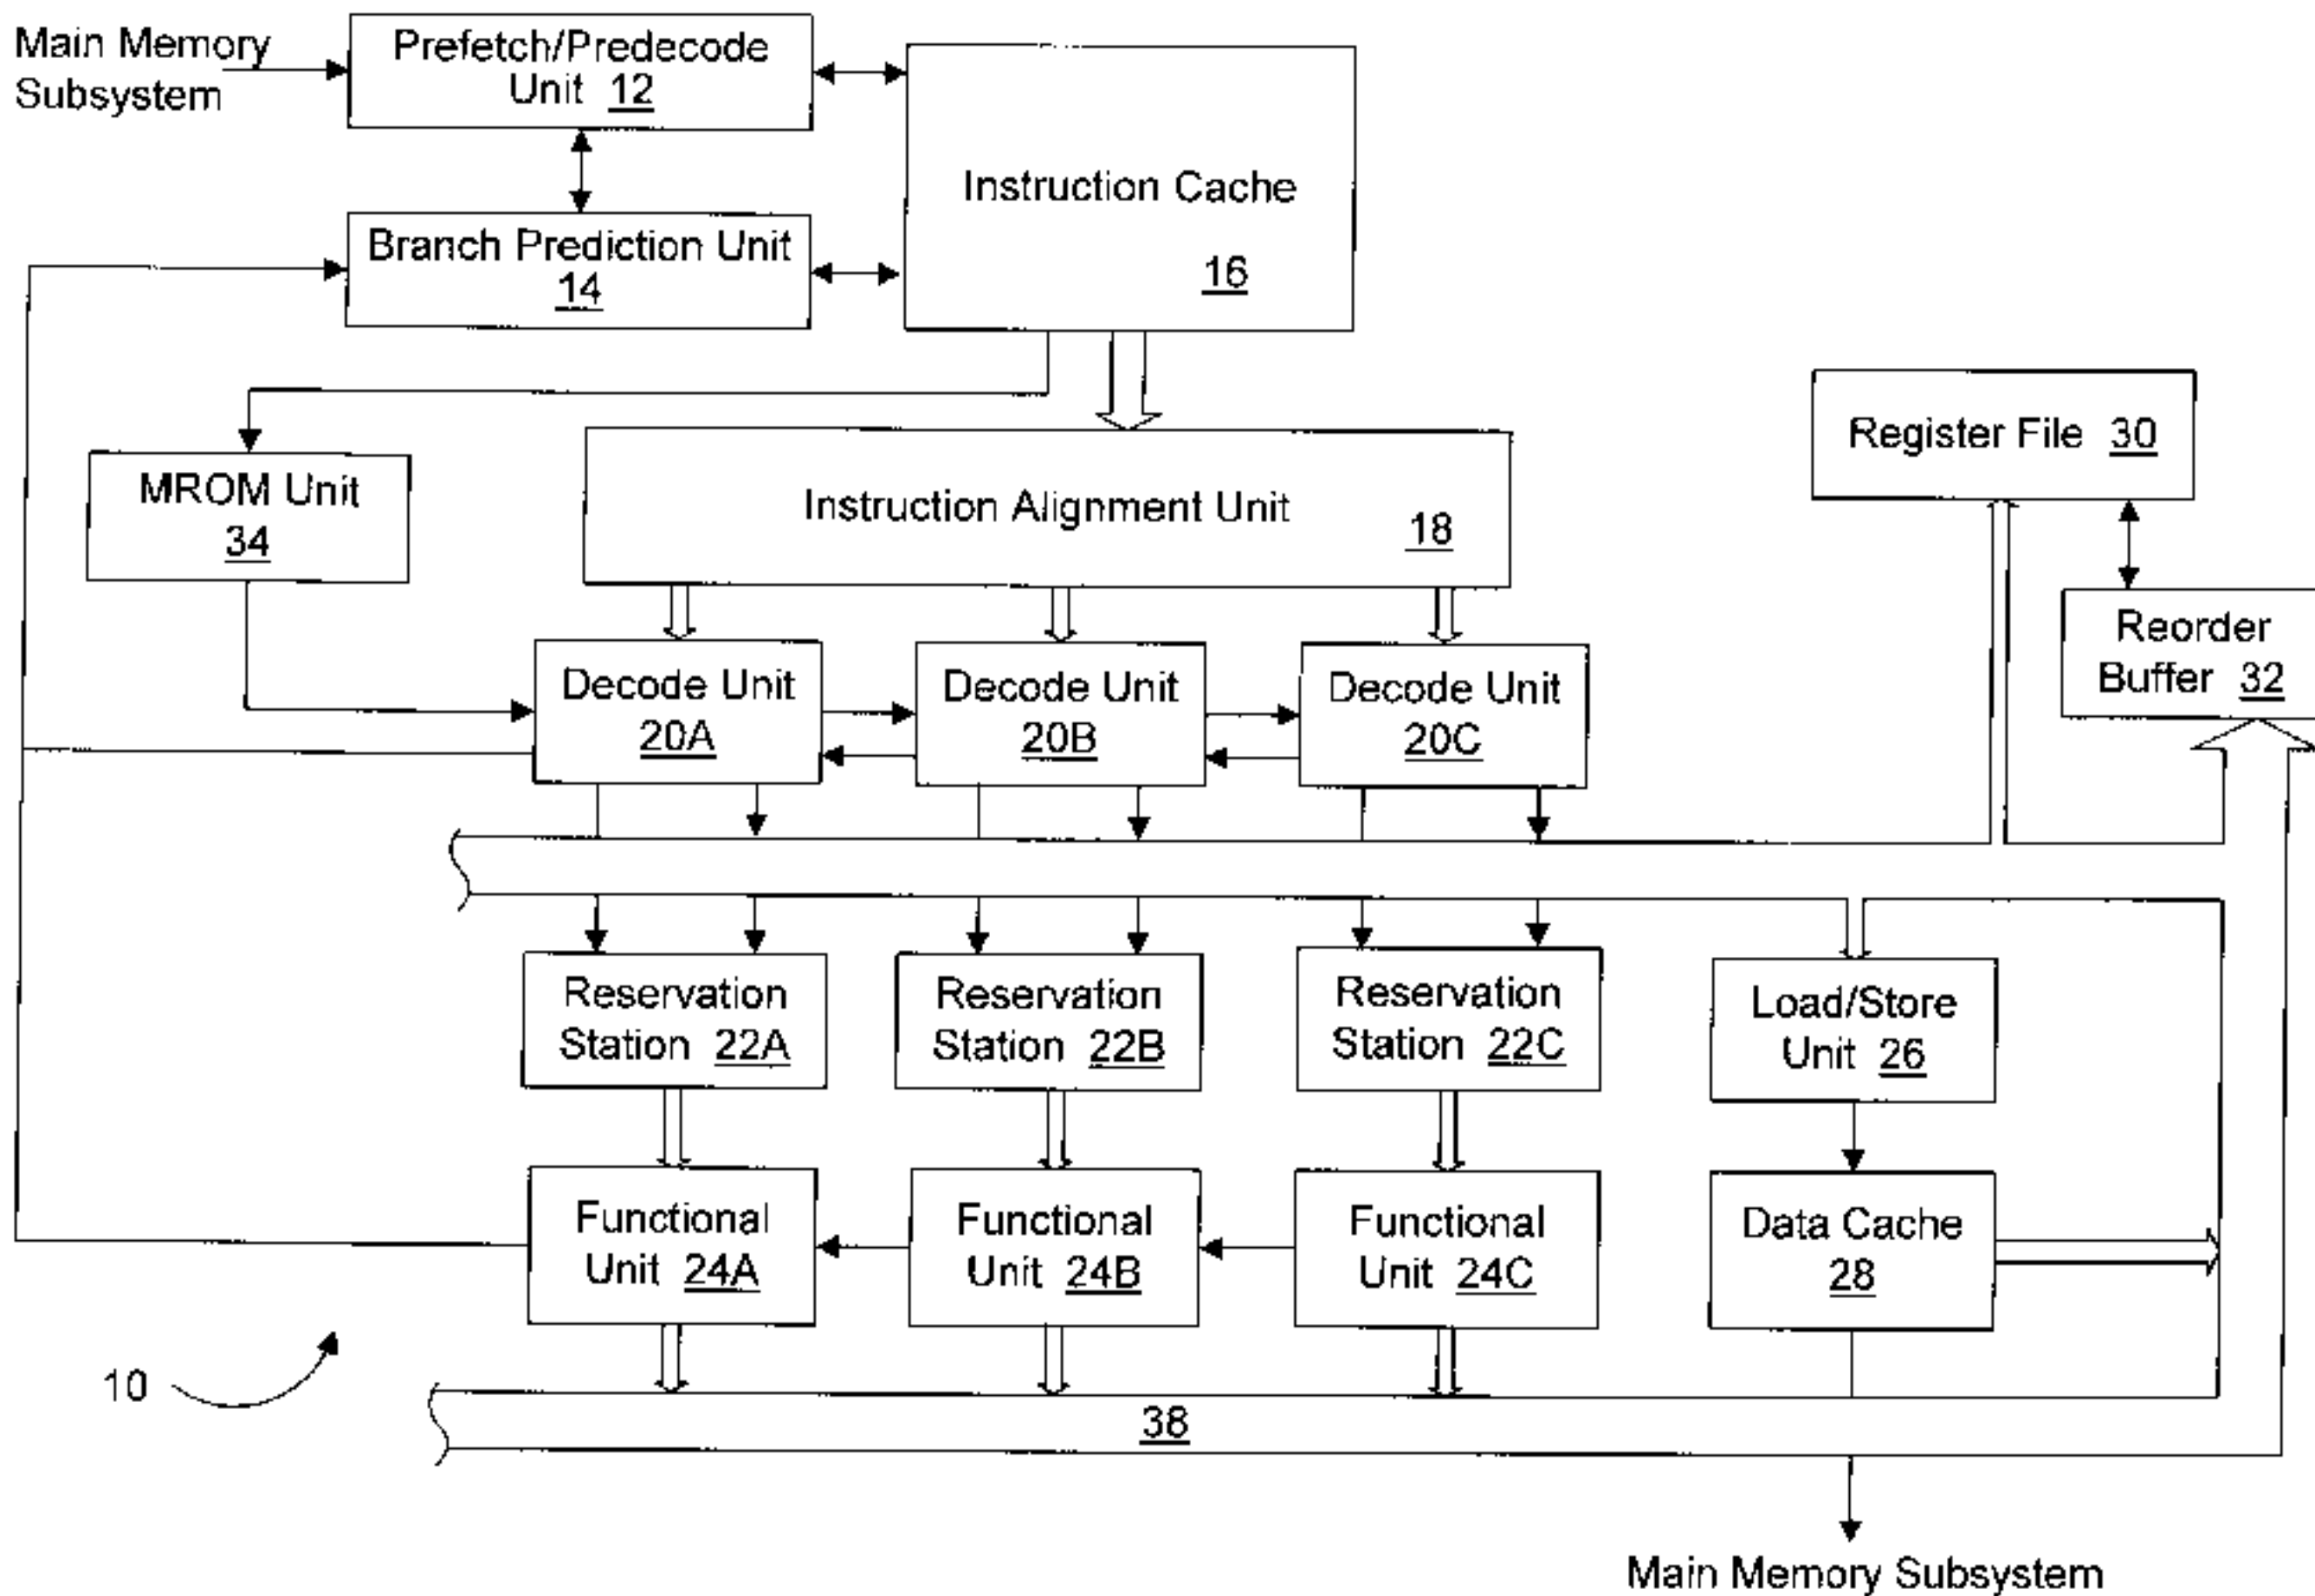 Main Memory
Subsystem
Prefetch/Predecode
Unit 12
Instruction Cache
16
Branch Prediction Unit
14
Register File 30
MROM Unit
34
Instruction Alignment Unit
18
Reorder
Buffer 32
Decode Unit
20A
Decode Unit
20B
Decode Unit
20C
Reservation
Station 22A
Reservation
Station 22B
Reservation
Station 22C
Load/Store
Unit 26
Functional
Unit 24A
Functional
Unit 24B
Functional
Unit 24C
Data Cache
28
10
38
Main Memory Subsystem